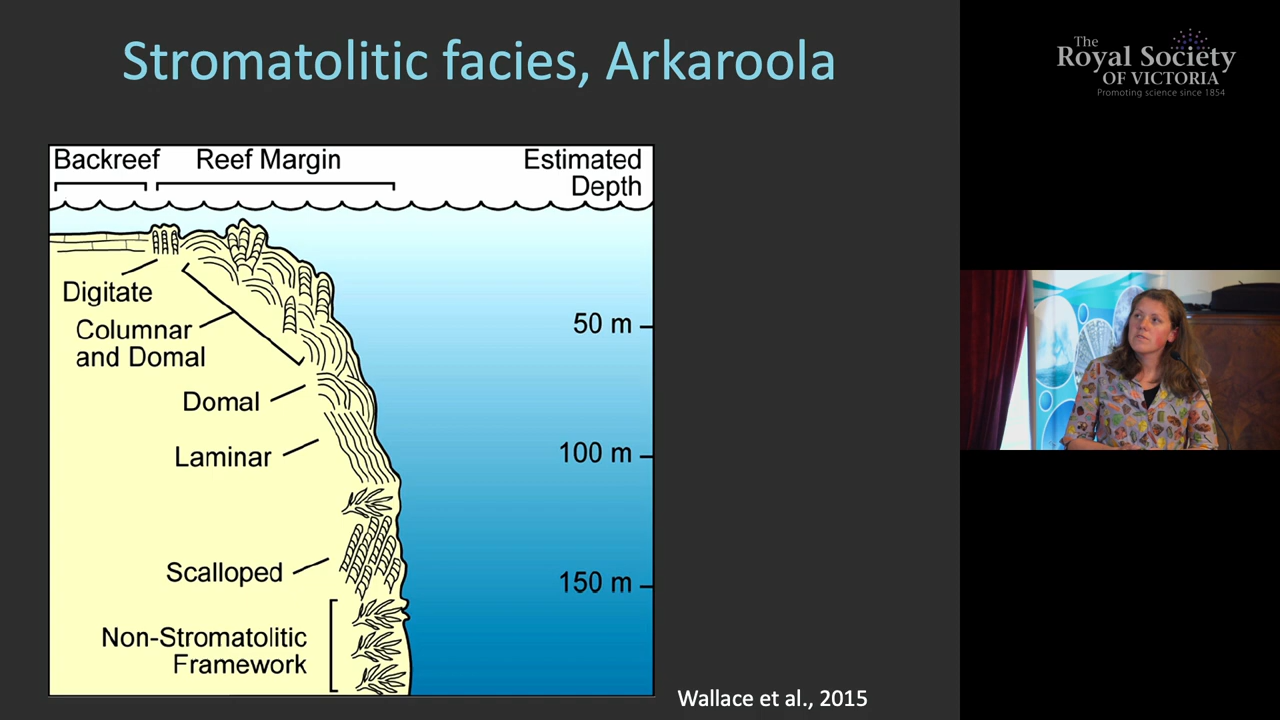 Stromatolitic facies, Arkaroola
The
Royal Society
OF VICTORIA
Promoting science since 1854
Backreef
Reef Margin
Estimated
Depth
Digitate
Columnar
and Domal
Domal
Laminar
Scalloped
Non-Stromatolitic
Framework
50 m
100 m
150 m
Wallace et al., 2015